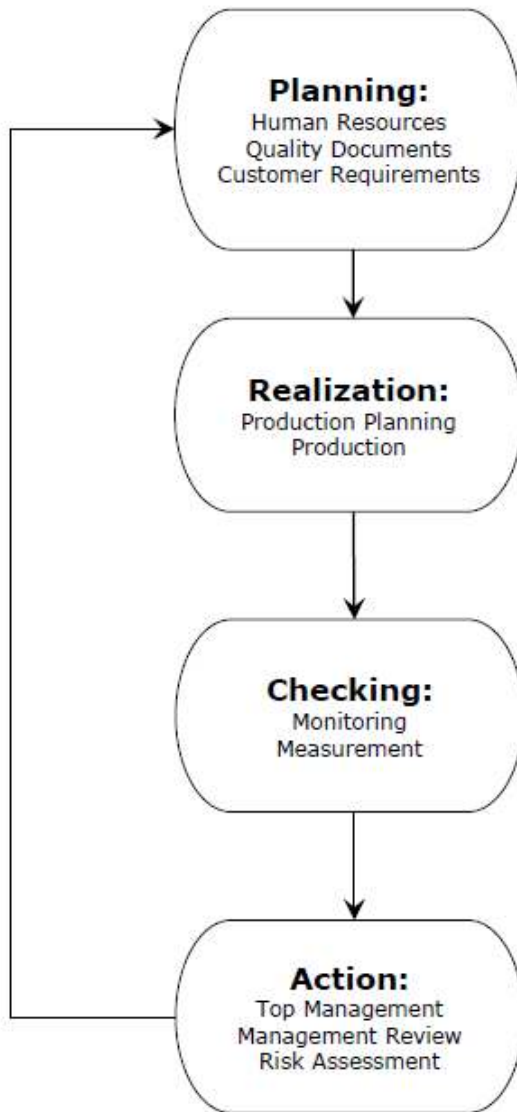 Planning:
Human Resources
Quality Documents
Customer Requirements
Realization:
Production Planning
Production
Checking:
Monitoring
Measurement
Action:
Top Management
Management Review
Risk Assessment